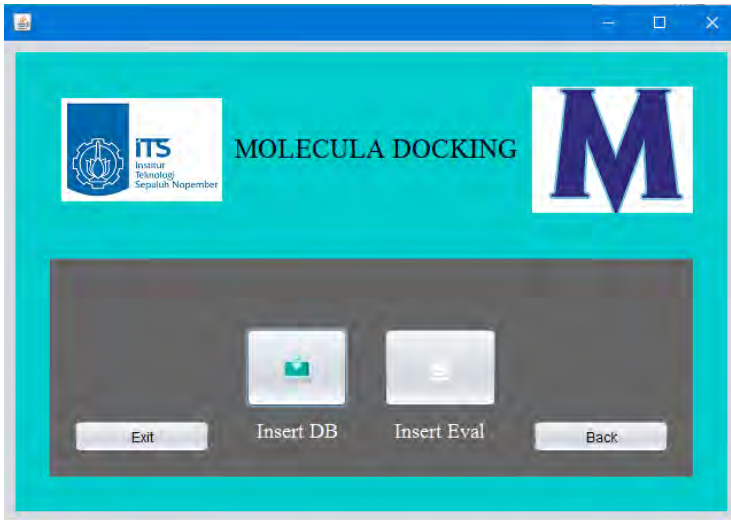 iTS
Institut
Teknologi
Sepuluh Nopember
MOLECULA DOCKING
M
Insert DB
Insert Eval
Exit
Back